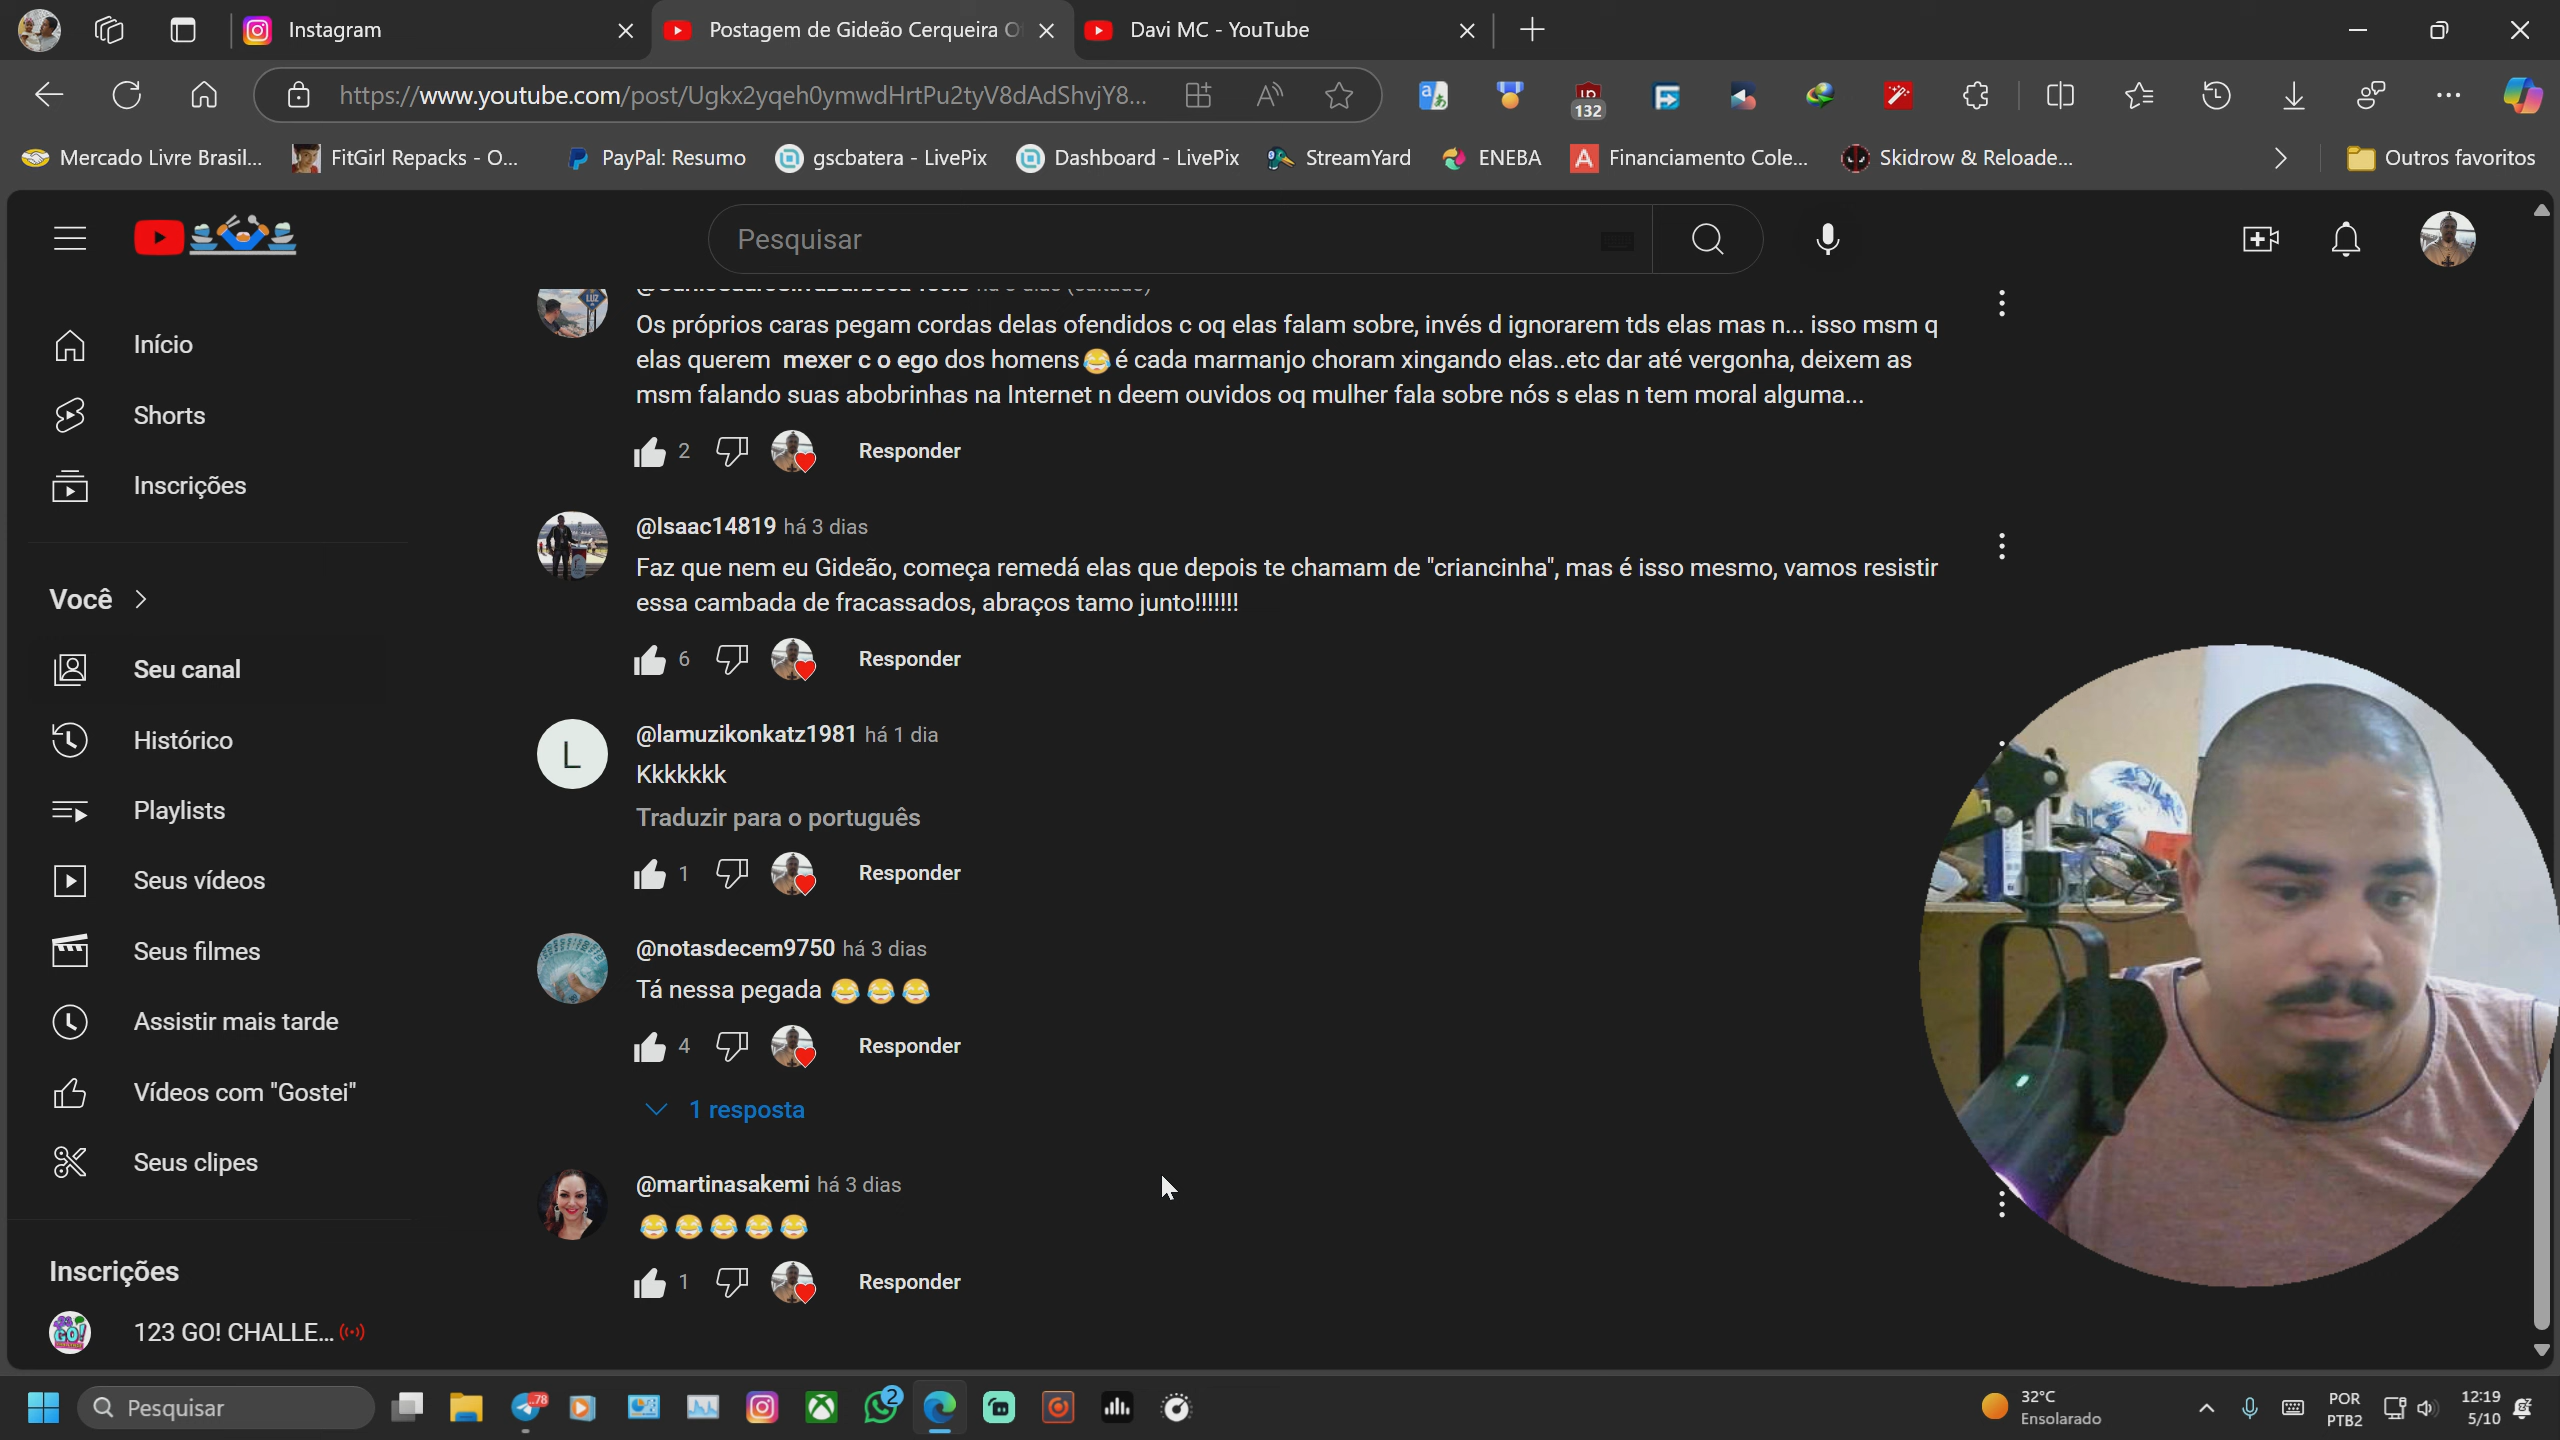 Instagram
Postagem de Gideão Cerqueira O
Davi MC - YouTube
https://www.youtube.com/post/Ugkx2yqeh0ymwdHrtPu2tyV8dAdShvjY8...
132
Mercado Livre Brasil...
FitGirl Repacks - O...
PayPal: Resumo
gscbatera - LivePix
Dashboard - LivePix
StreamYard
ENEBA
Financiamento Cole...
Skidrow & Reloade...
Outros favoritos
Pesquisar
Início
Shorts
Inscrições
Você
Seu canal
Histórico
Playlists
Seus vídeos
Seus filmes
Assistir mais tarde
Vídeos com "Gostei"
Seus clipes
Inscrições
123 GO! CHALLE...
Os próprios caras pegam cordas delas ofendidos c oq elas falam sobre, invés d ignorarem tds elas mas n... isso msm q
elas querem mexer c o ego dos homens😂é cada marmanjo choram xingando elas..etc dar até vergonha, deixem as
msm falando suas abobrinhas na Internet n deem ouvidos oq mulher fala sobre nós s elas n tem moral alguma...
2 Responder
@Isaac14819 há 3 dias
Faz que nem eu Gideão, começa remedá elas que depois te chamam de "criancinha", mas é isso mesmo, vamos resistir
essa cambada de fracassados, abraços tamo junto!!!!!!!
6 Responder
L
@lamuzikonkatz1981 há 1 dia
Kkkkkkk
Traduzir para o português
1 Responder
@notasdecem9750 há 3 dias
Tá nessa pegada 😂😂😂
4 Responder
1 resposta
@martinasakemi há 3 dias
😂😂😂😂😂
1 Responder
Pesquisar
78
2
32°C
Ensolarado
POR
PTB2
12:19
5/10